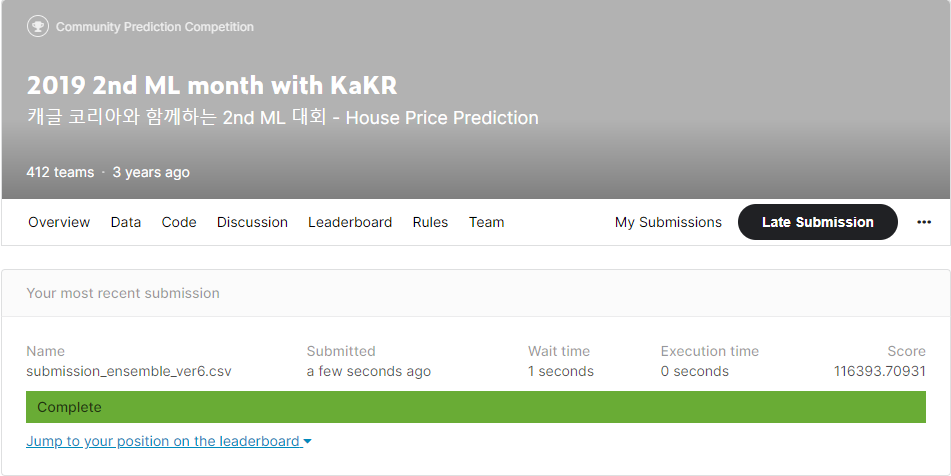 Community Prediction Competition
2019 2nd ML month with KaKR
캐글 코리아와 함께하는 2nd ML 대회 - House Price Prediction
412 teams · 3 years ago
Overview Data Code Discussion Leaderboard Rules Team My Submissions Late Submission ···
Your most recent submission
Name Submitted Wait time Execution time Score
submission_ensemble_ver6.csv a few seconds ago 1 seconds 0 seconds 116393.70931
Complete
Jump to your position on the leaderboard